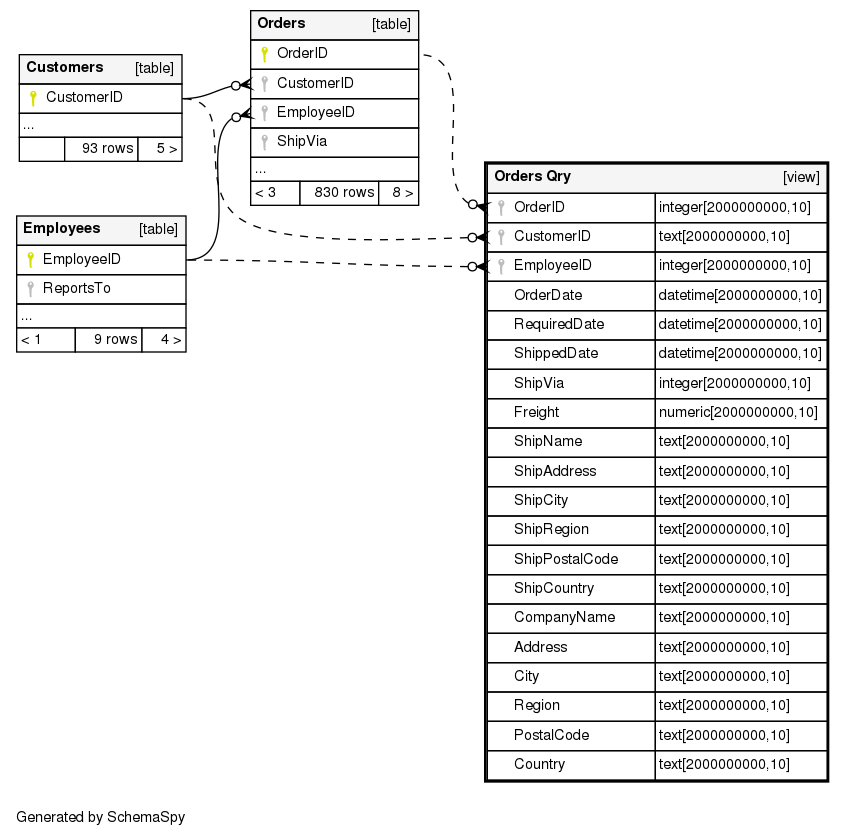 Orders [table]
OrderID
CustomerID
EmployeeID
ShipVia
...
< 3 830 rows 8 >
Customers [table]
CustomerID
...
93 rows 5 >
Employees [table]
EmployeeID
ReportsTo
...
< 1 9 rows 4 >
Orders Qry [view]
OrderID integer[2000000000,10]
CustomerID text[2000000000,10]
EmployeeID integer[2000000000,10]
OrderDate datetime[2000000000,10]
RequiredDate datetime[2000000000,10]
ShippedDate datetime[2000000000,10]
ShipVia integer[2000000000,10]
Freight numeric[2000000000,10]
ShipName text[2000000000,10]
ShipAddress text[2000000000,10]
ShipCity text[2000000000,10]
ShipRegion text[2000000000,10]
ShipPostalCode text[2000000000,10]
ShipCountry text[2000000000,10]
CompanyName text[2000000000,10]
Address text[2000000000,10]
City text[2000000000,10]
Region text[2000000000,10]
PostalCode text[2000000000,10]
Country text[2000000000,10]
Generated by SchemaSpy